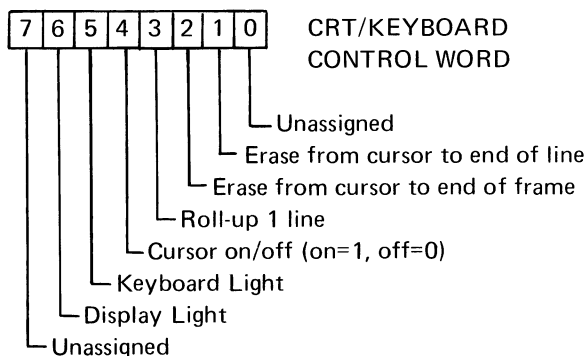 7 6 5 4 3 2 1 0 CRT/KEYBOARD
CONTROL WORD
Unassigned
Erase from cursor to end of line
Erase from cursor to end of frame
Roll-up 1 line
Cursor on/off (on=1, off=0)
Keyboard Light
Display Light
Unassigned